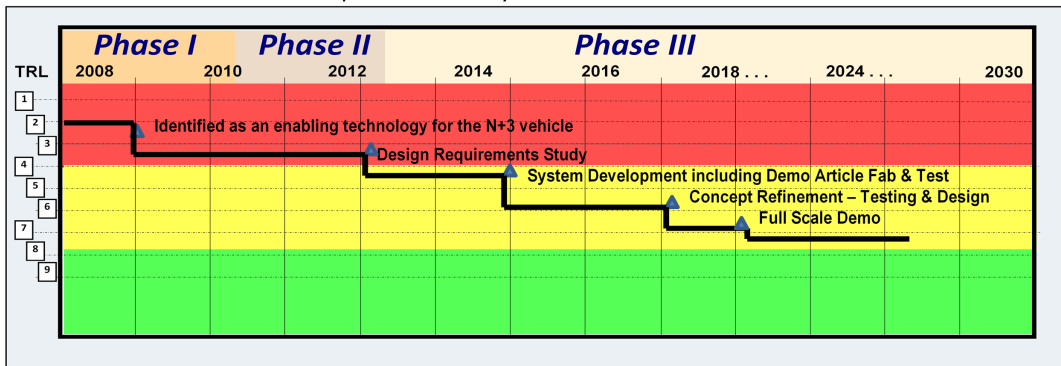 Phase I Phase II Phase III
TRL 2008 2010 2012 2014 2016 2018 . . . 2024 . . . 2030
1
2 Identified as an enabling technology for the N+3 vehicle
3 Design Requirements Study
4 System Development including Demo Article Fab & Test
5
6 Concept Refinement – Testing & Design
7 Full Scale Demo
8
9